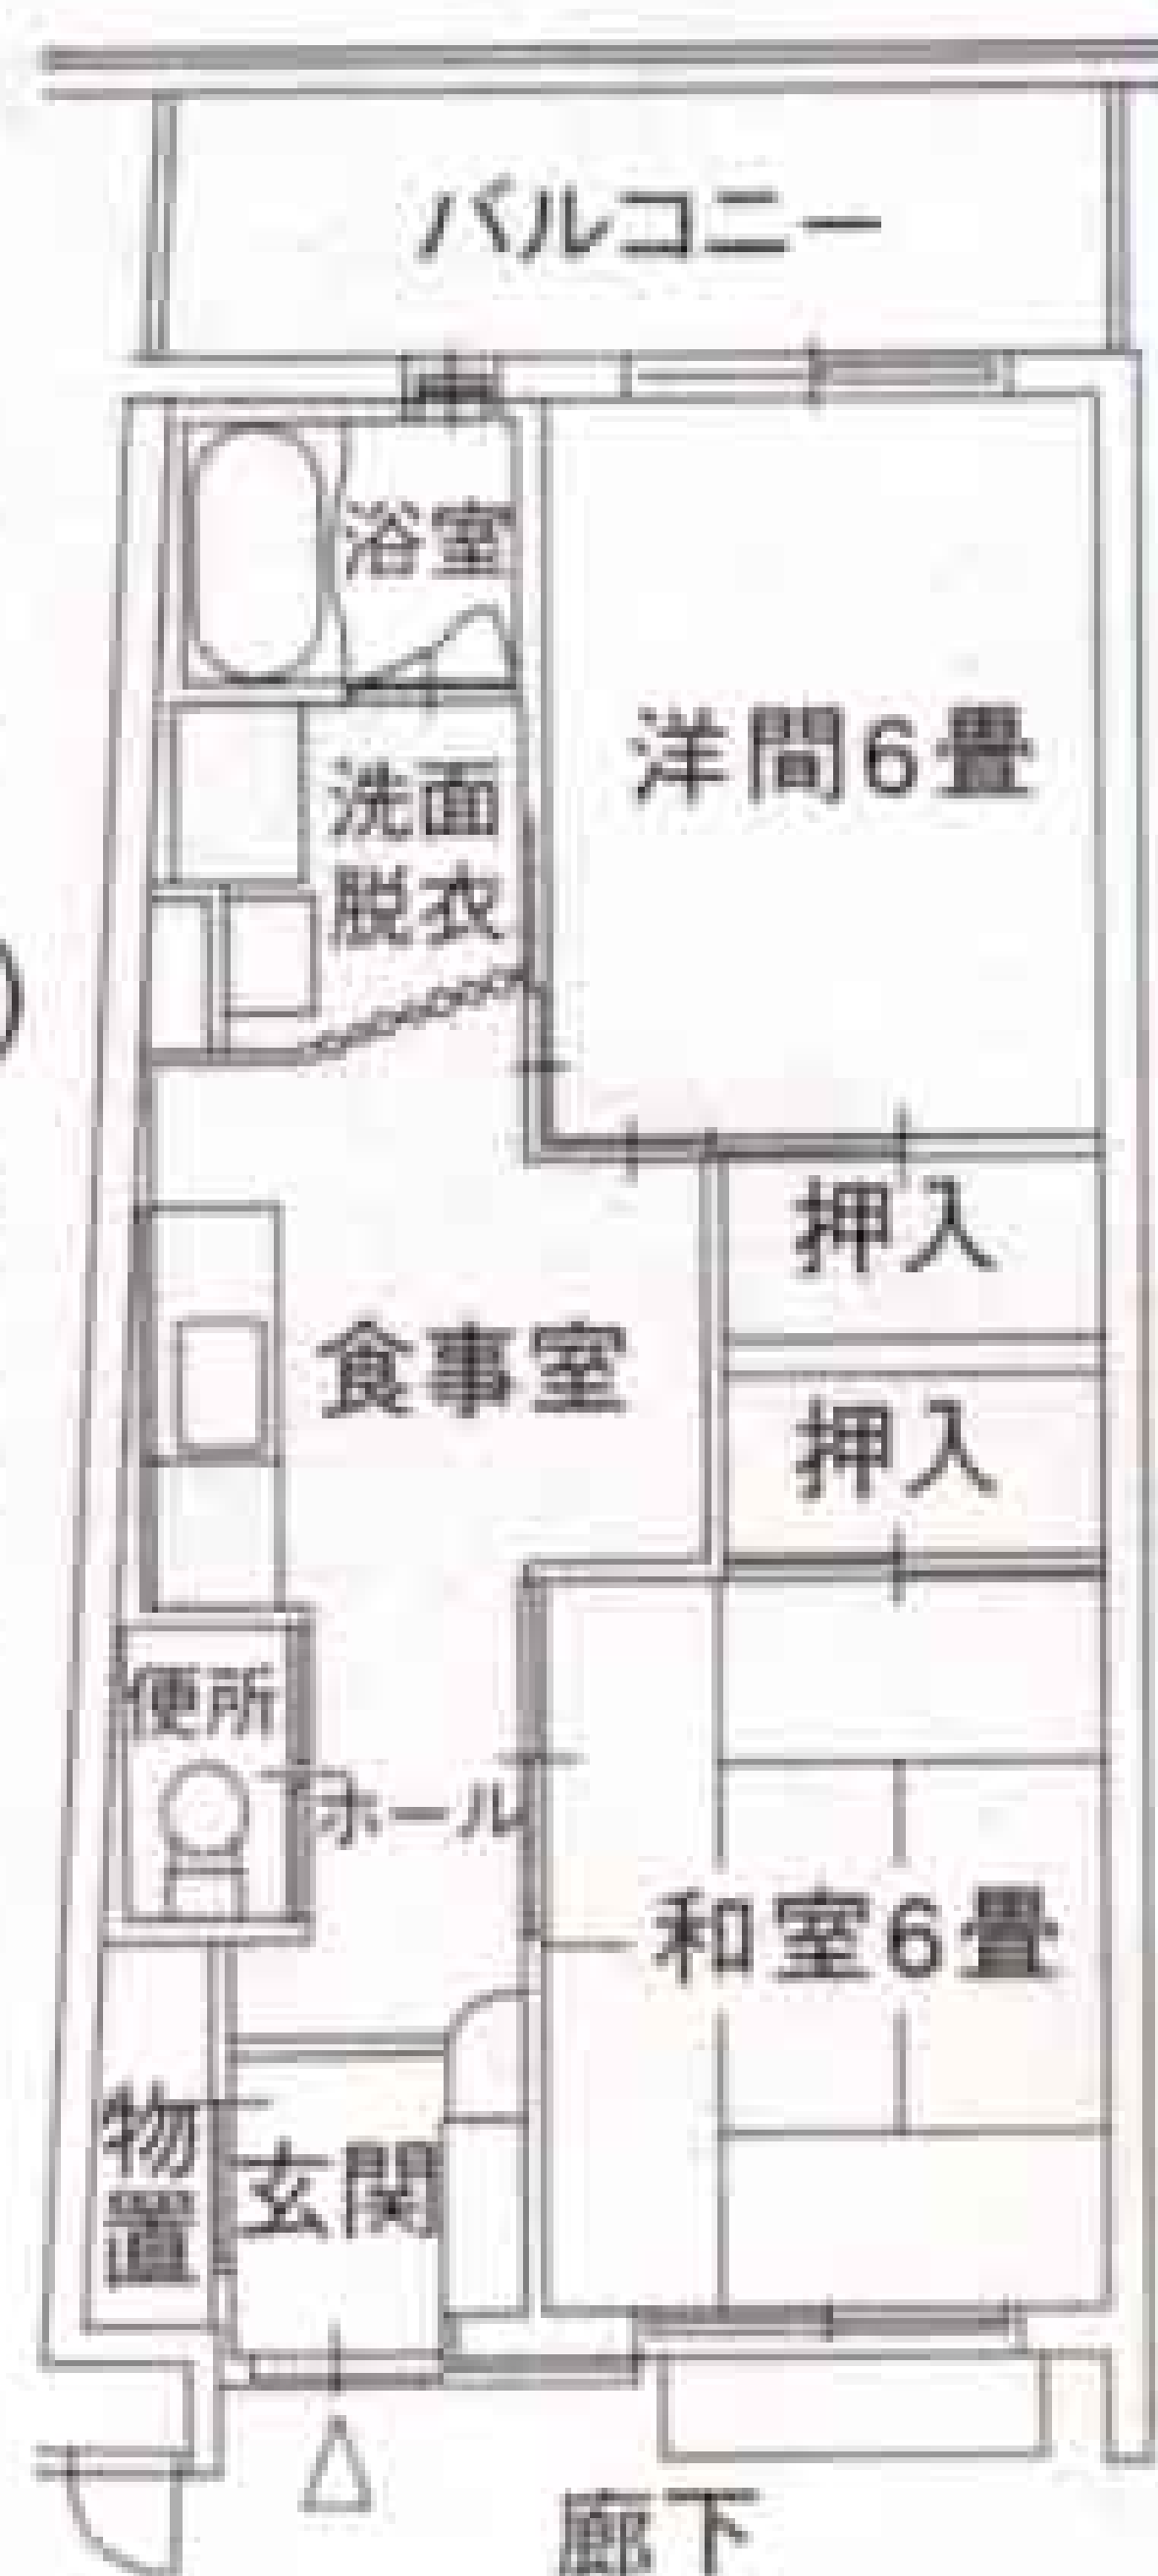 バルコニー
浴室
洋間6畳
洗面
脱衣
押入
食事室
押入
便所
ホール
和室6畳
物置
玄関
廊下